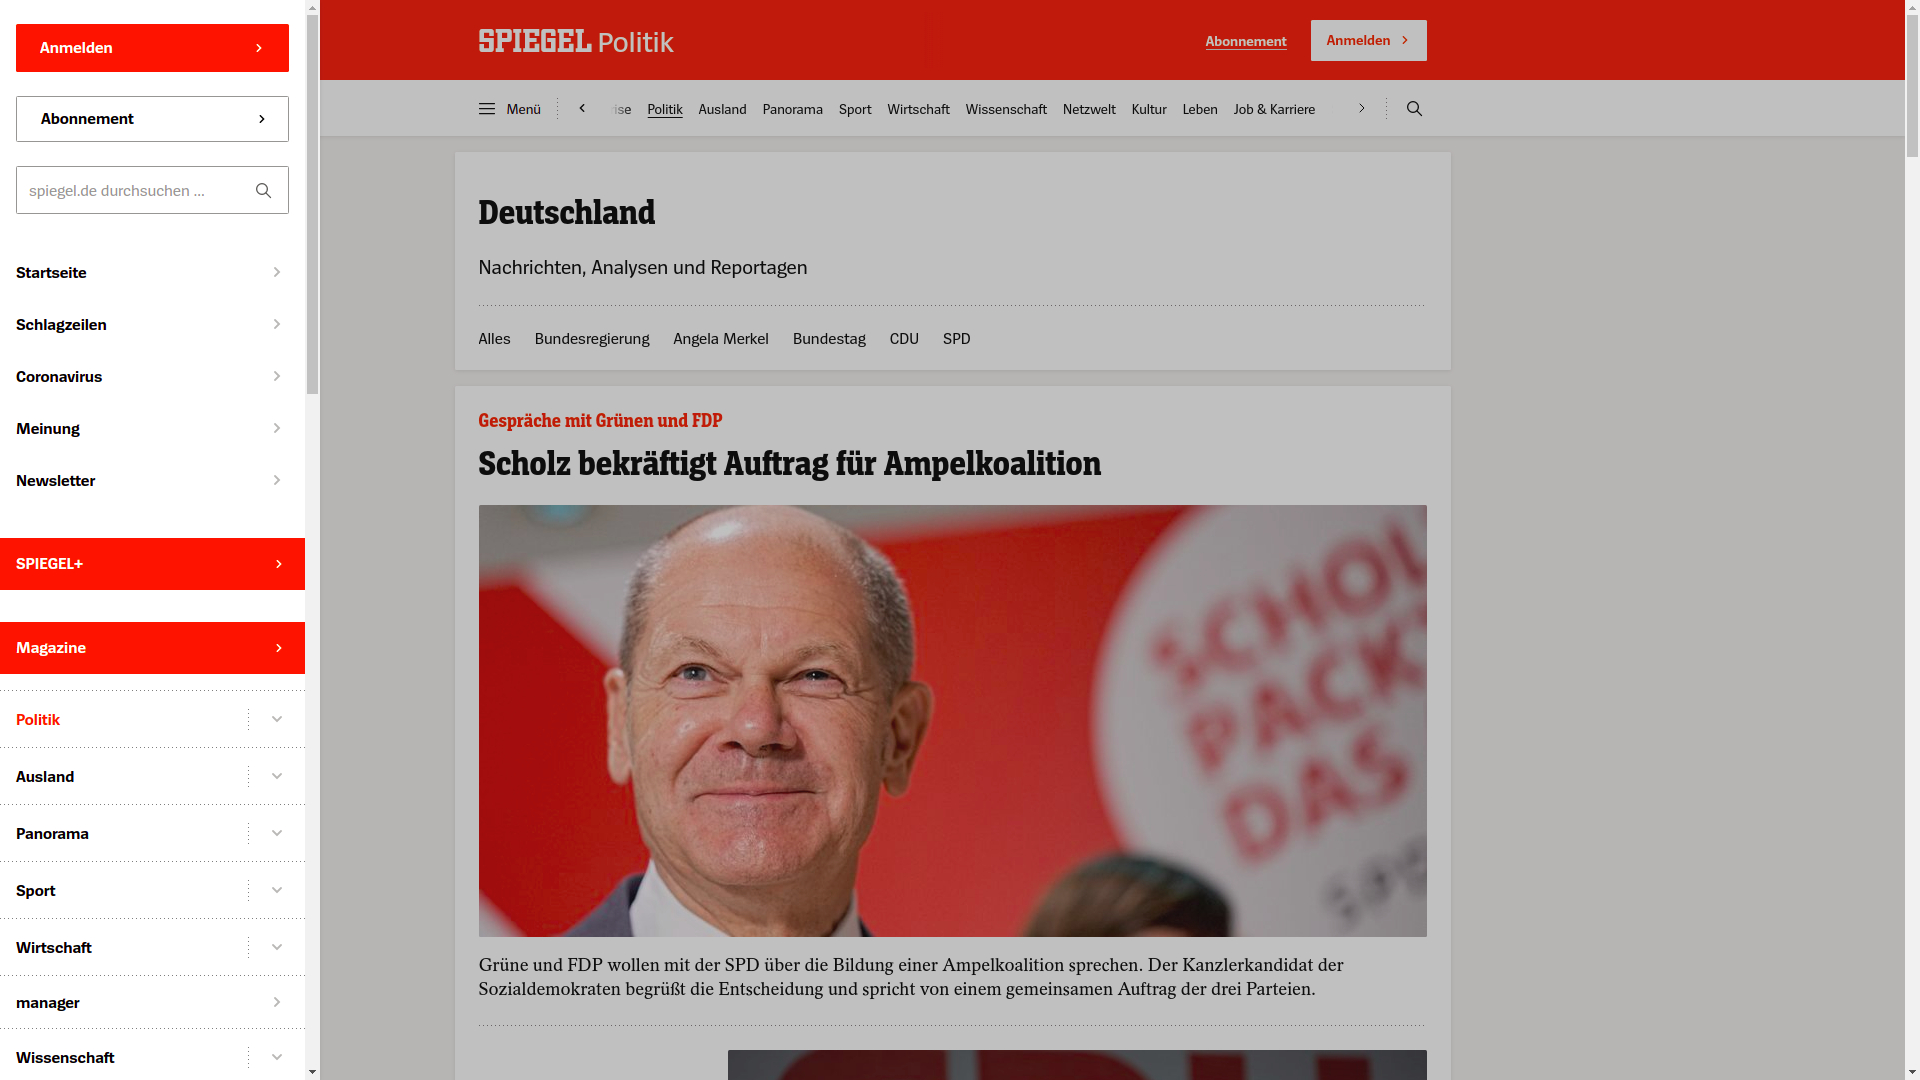 Anmelden
Abonnement
spiegel.de durchsuchen ...
Startseite
Schlagzeilen
Coronavirus
Meinung
Newsletter
SPIEGEL+
Magazine
Politik
Ausland
Panorama
Sport
Wirtschaft
manager
Wissenschaft
SPIEGEL Politik
Abonnement
Anmelden
Menü
Politik Ausland Panorama Sport Wirtschaft Wissenschaft Netzwelt Kultur Leben Job & Karriere
Deutschland
Nachrichten, Analysen und Reportagen
Alles Bundesregierung Angela Merkel Bundestag CDU SPD
Gespräche mit Grünen und FDP
Scholz bekräftigt Auftrag für Ampelkoalition
SCHOL
PACK
DAS
Grüne und FDP wollen mit der SPD über die Bildung einer Ampelkoalition sprechen. Der Kanzlerkandidat der
Sozialdemokraten begrüßt die Entscheidung und spricht von einem gemeinsamen Auftrag der drei Parteien.